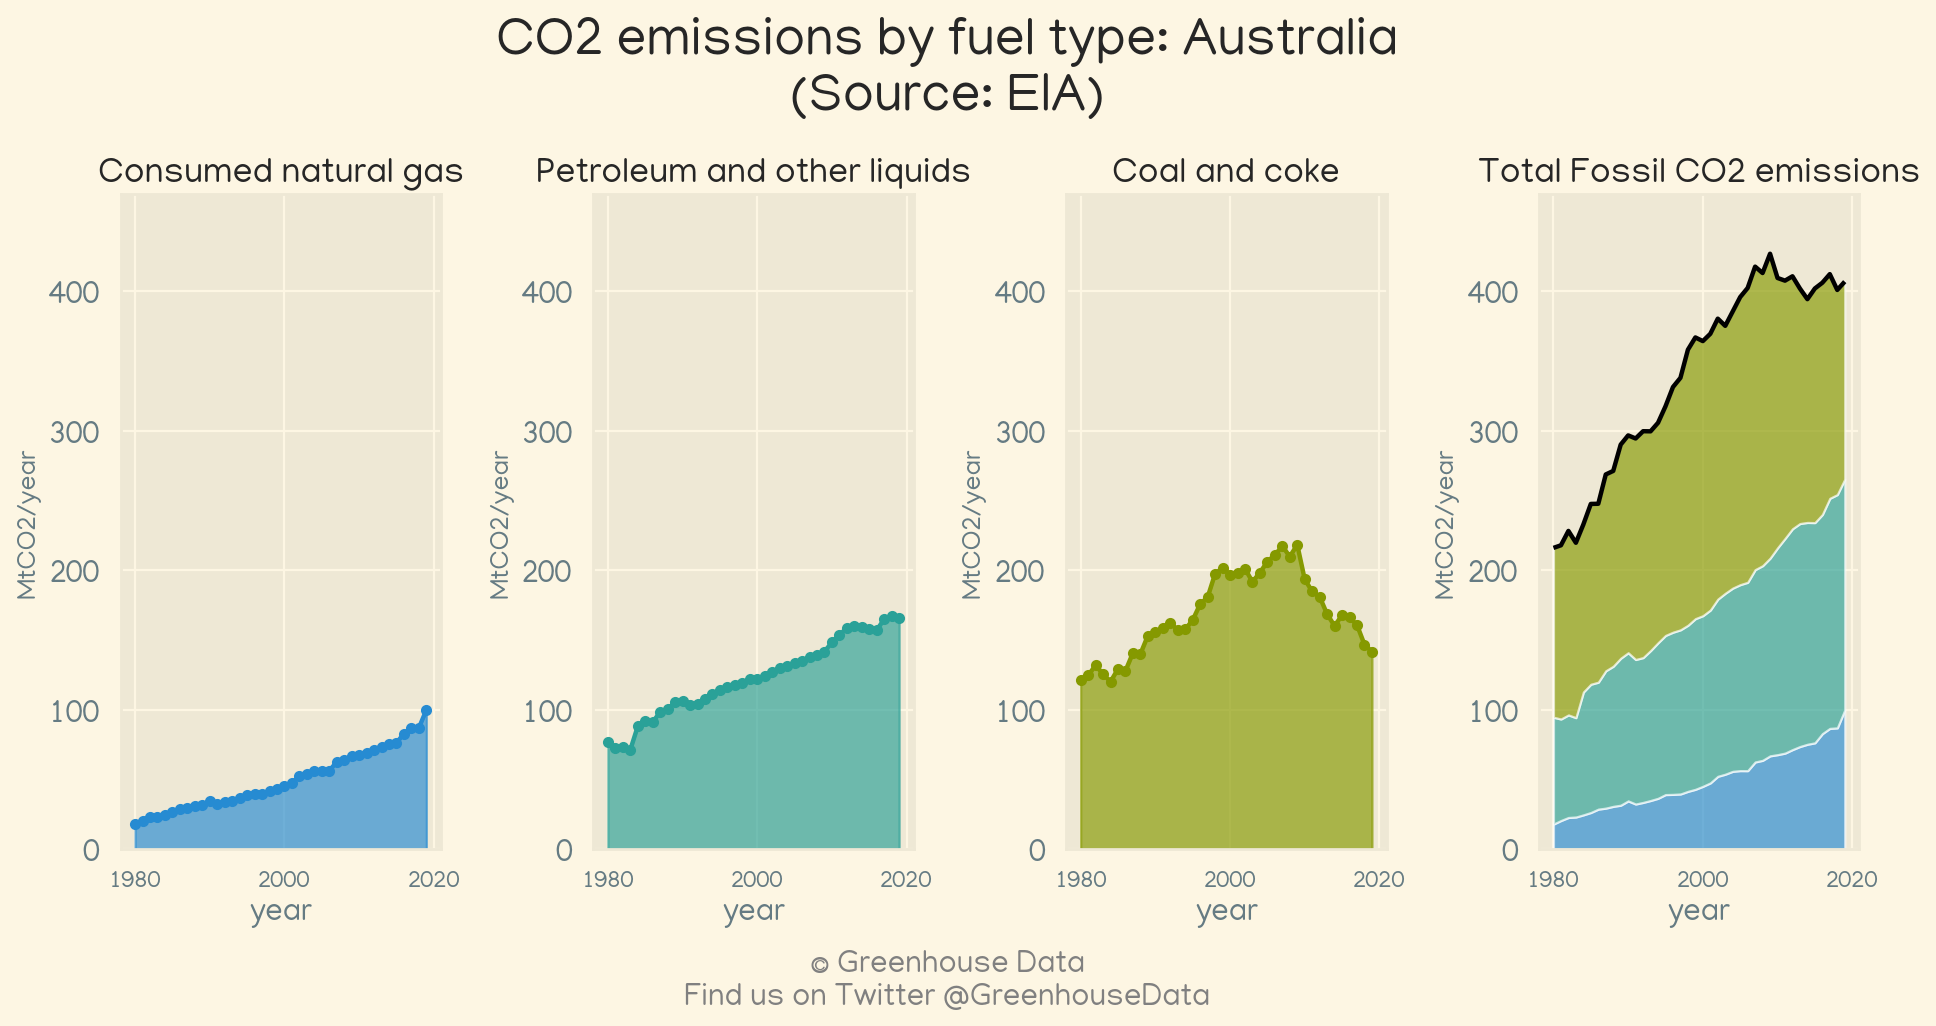 CO2 emissions by fuel type: Australia
(Source: EIA)
Consumed natural gas
Petroleum and other liquids
Coal and coke
Total Fossil CO2 emissions
MtCO2/year
400
300
200
100
0
1980
2000
2020
year
MtCO2/year
400
300
200
100
0
1980
2000
2020
year
MtCO2/year
400
300
200
100
0
1980
2000
2020
year
MtCO2/year
400
300
200
100
0
1980
2000
2020
year
© Greenhouse Data
Find us on Twitter @GreenhouseData